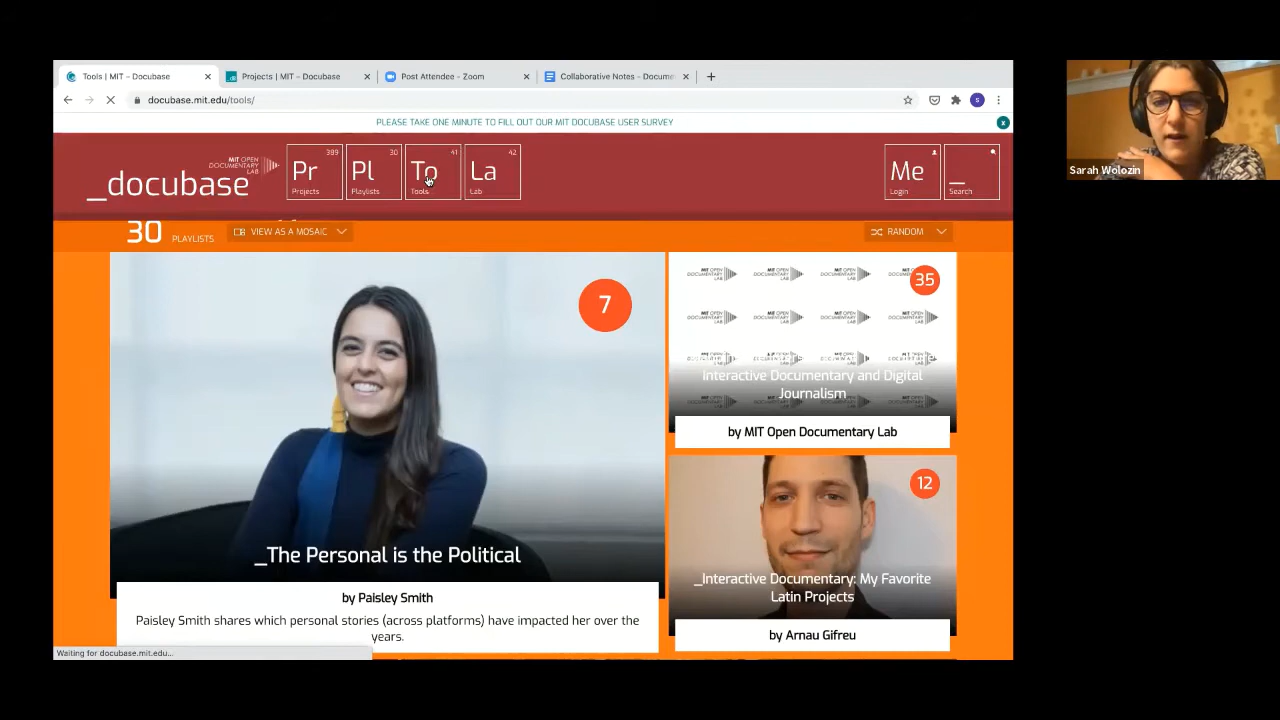 Tools | MIT – Docubase
Projects | MIT – Docubase
Post Attendee - Zoom
Collaborative Notes - Docume
docubase.mit.edu/tools/
S
PLEASE TAKE ONE MINUTE TO FILL OUT OUR MIT DOCUBASE USER SURVEY
x
MIT OPEN
DOCUMENTARY
LAB
_docubase
389
Pr
Projects
30
Pl
Playlists
41
To
Tools
42
La
Lab
Me
Login
_
Search
Sarah Wolozin
30 PLAYLISTS
VIEW AS A MOSAIC
RANDOM
7
_The Personal is the Political
by Paisley Smith
Paisley Smith shares which personal stories (across platforms) have impacted her over the
years.
35
MIT OPEN
DOCUMENTARY
LAB
Interactive Documentary and Digital
Journalism
by MIT Open Documentary Lab
12
_Interactive Documentary: My Favorite
Latin Projects
by Arnau Gifreu
Waiting for docubase.mit.edu...